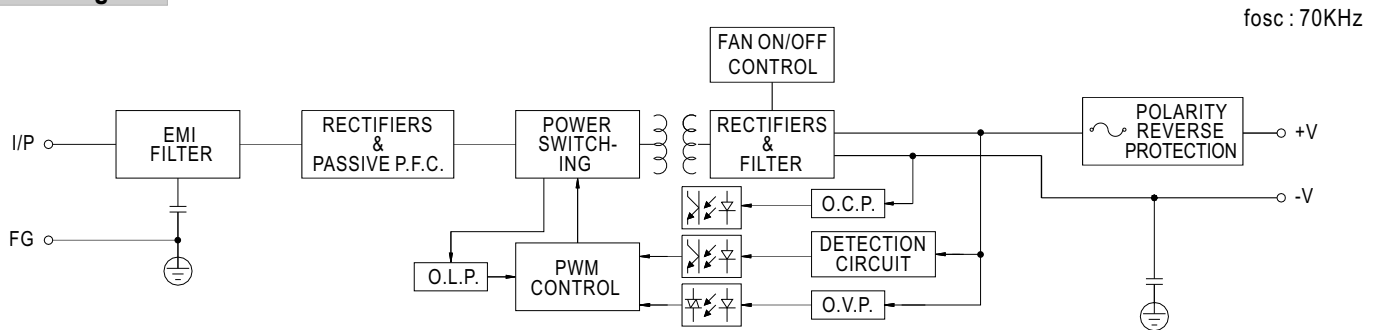 fosc : 70KHz
FAN ON/OFF
CONTROL
I/P
EMI
FILTER
RECTIFIERS
&
PASSIVE P.F.C.
POWER
SWITCH-
ING
RECTIFIERS
&
FILTER
POLARITY
REVERSE
PROTECTION
+V
-V
O.C.P.
FG
O.L.P.
PWM
CONTROL
DETECTION
CIRCUIT
O.V.P.